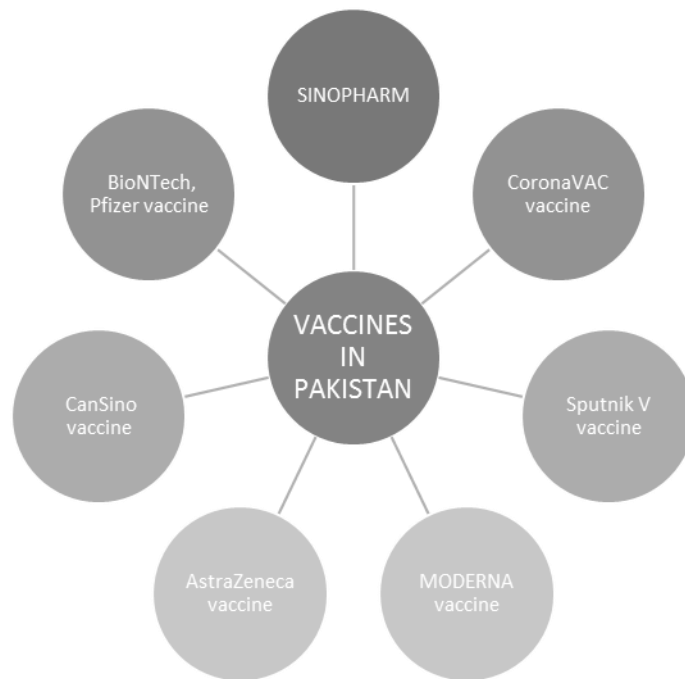 SINOPHARM
BioNTech,
Pfizer vaccine
CoronaVAC
vaccine
VACCINES
IN
PAKISTAN
CanSino
vaccine
Sputnik V
vaccine
AstraZeneca
vaccine
MODERNA
vaccine